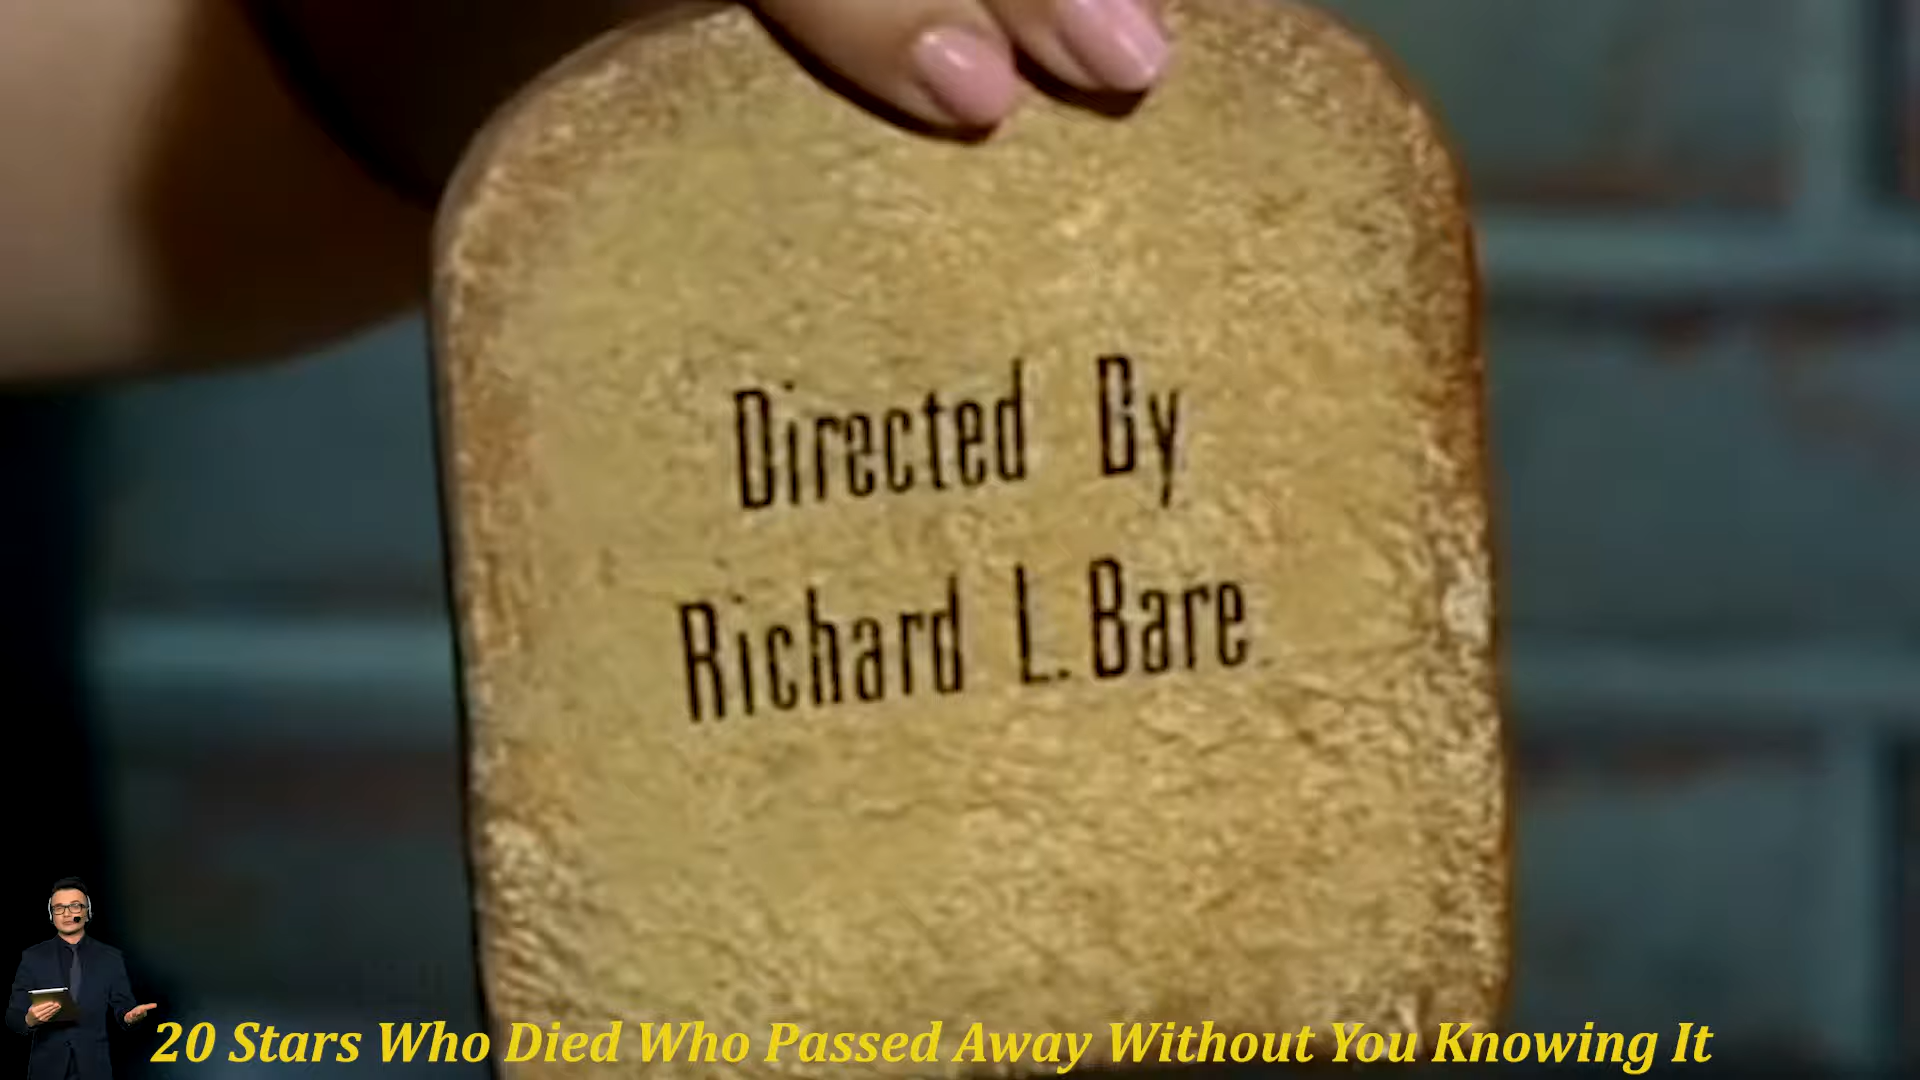 Directed By
Richard L. Bare
20 Stars Who Died Who Passed Away Without You Knowing It